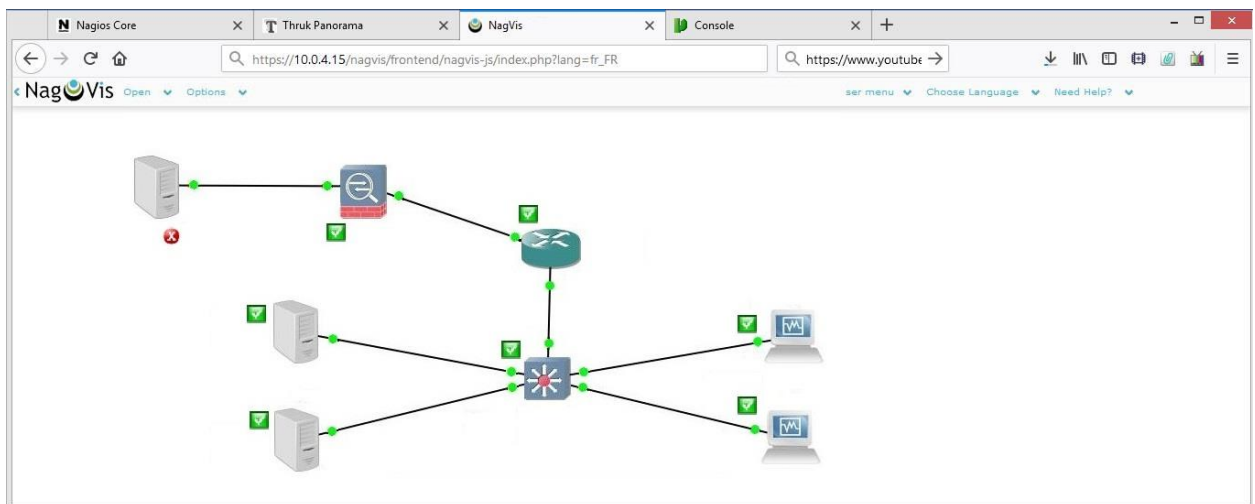 Nagios Core
Thruk Panorama
NagVis
Console
https://10.0.4.15/nagvis/frontend/nagvis-js/index.php?lang=fr_FR
https://www.youtube
NagVis Open Options ser menu Choose Language Need Help?